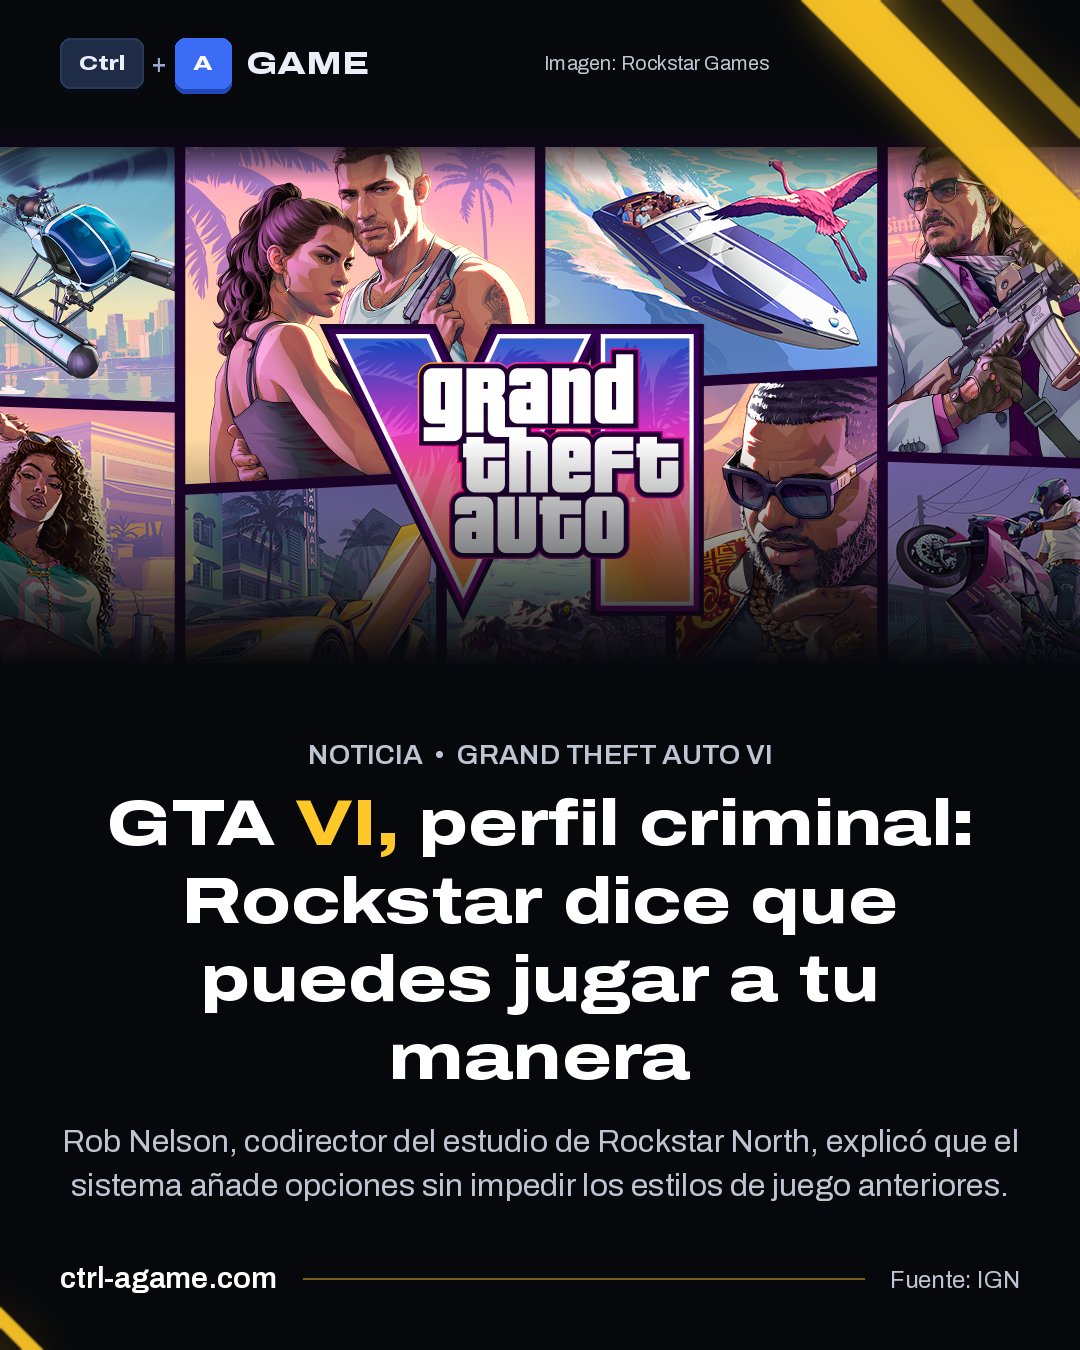 Ctrl + A GAME
Imagen: Rockstar Games
VI
grand
theft
auto
NOTICIA • GRAND THEFT AUTO VI
GTA VI, perfil criminal:
Rockstar dice que
puedes jugar a tu
manera
Rob Nelson, codirector del estudio de Rockstar North, explicó que el
sistema añade opciones sin impedir los estilos de juego anteriores.
ctrl-agame.com
Fuente: IGN